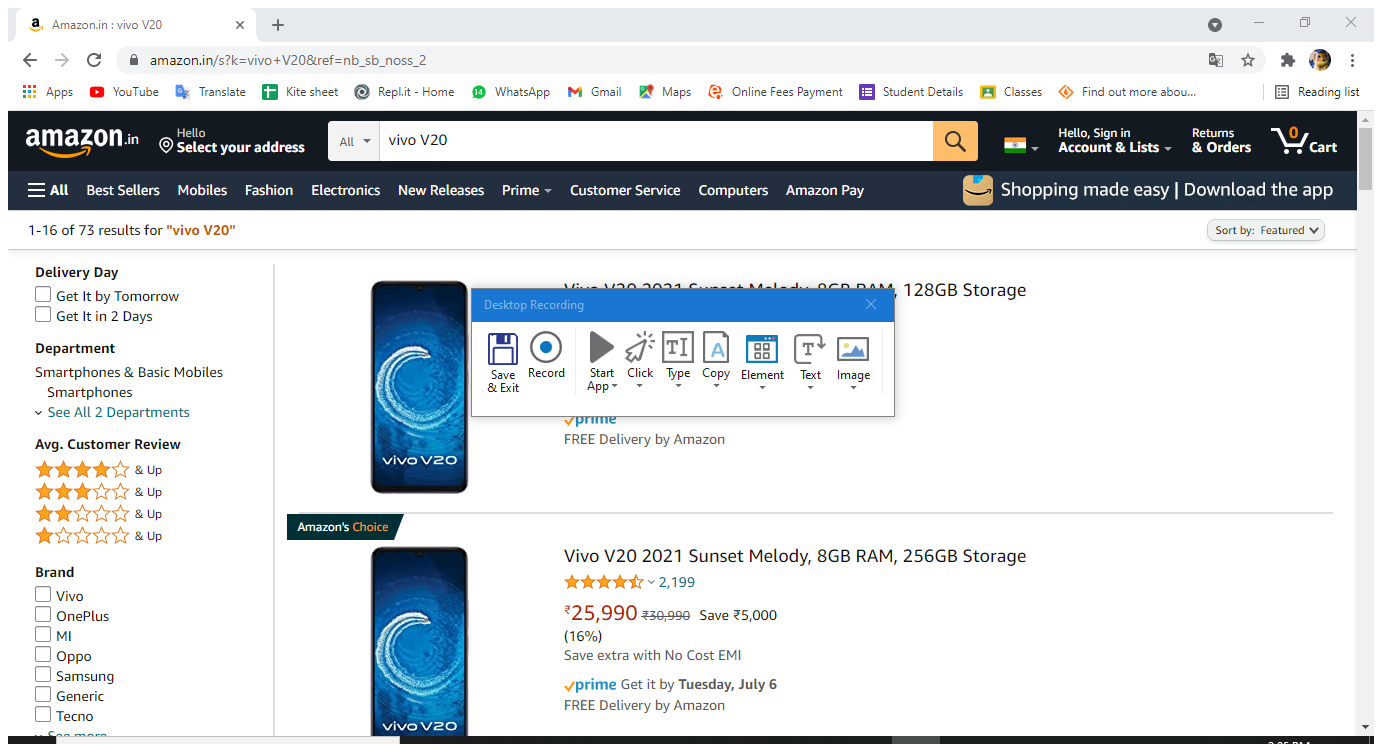 Amazon.in : vivo V20
amazon.in/s?k=vivo+V20&ref=nb_sb_noss_2
Apps YouTube Translate Kite sheet Repl.it - Home WhatsApp Gmail Maps Online Fees Payment Student Details Classes Find out more abou... Reading list
amazon.in
Hello
Select your address
All vivo V20
Hello, Sign in
Account & Lists
Returns
& Orders
0
Cart
All Best Sellers Mobiles Fashion Electronics New Releases Prime Customer Service Computers Amazon Pay Shopping made easy | Download the app
1-16 of 73 results for "vivo V20"
Sort by: Featured
Delivery Day
Get It by Tomorrow
Get It in 2 Days
Department
Smartphones & Basic Mobiles
Smartphones
See All 2 Departments
Avg. Customer Review
& Up
& Up
& Up
& Up
Brand
Vivo
OnePlus
MI
Oppo
Samsung
Generic
Tecno
See more
vivo V20
Vivo V20 2021 Sunset Melody, 8GB RAM, 128GB Storage
Desktop Recording
Save & Exit
Record
Start App
Click
Type
Copy
Element
Text
Image
prime
FREE Delivery by Amazon
Amazon's Choice
vivo V20
Vivo V20 2021 Sunset Melody, 8GB RAM, 256GB Storage
2,199
₹25,990 ₹30,990 Save ₹5,000
(16%)
Save extra with No Cost EMI
prime Get it by Tuesday, July 6
FREE Delivery by Amazon